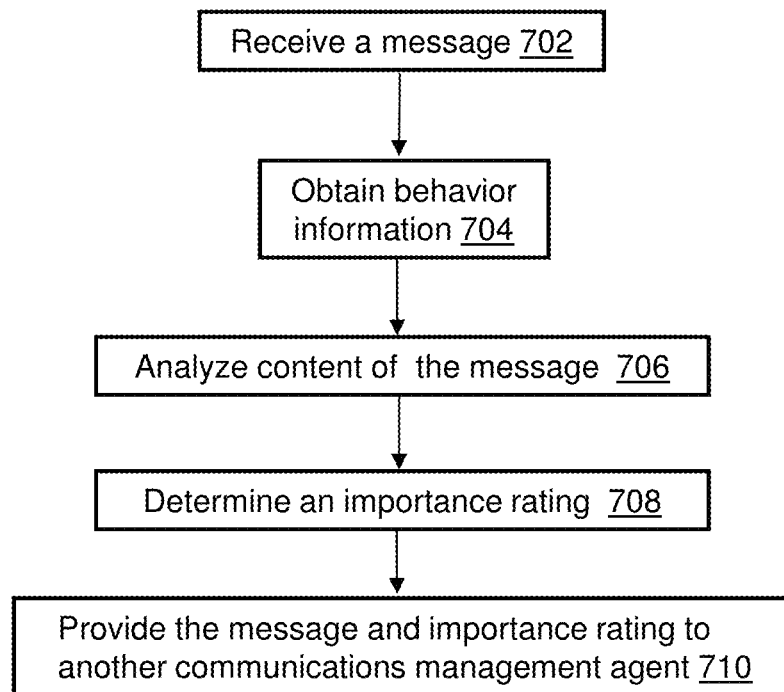 Receive a message 702
Obtain behavior
information 704
Analyze content of the message 706
Determine an importance rating 708
Provide the message and importance rating to
another communications management agent 710